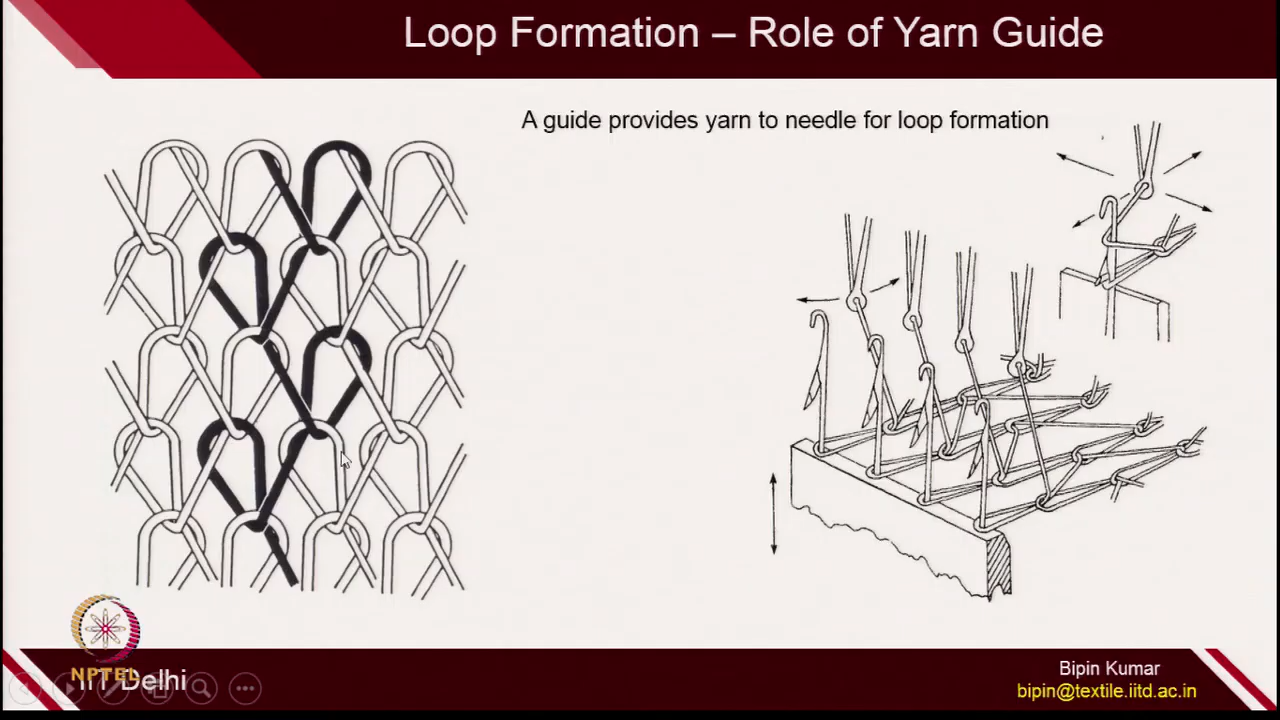 Loop Formation – Role of Yarn Guide
A guide provides yarn to needle for loop formation
NPTEL
IIT Delhi
Bipin Kumar
bipin@textile.iitd.ac.in